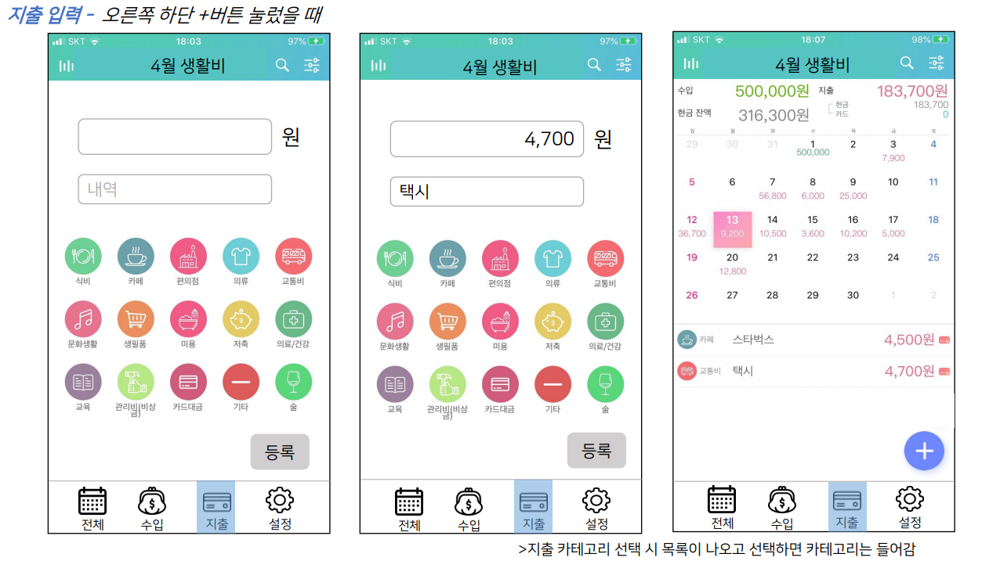 지출 입력 - 오른쪽 하단 +버튼 눌렀을 때
SKT 18:03 97%
4월 생활비
원
내역
식비 카페 편의점 의류 교통비
문화생활 생필품 미용 저축 의료/건강
교육 관리비(비상금) 카드대금 기타 술
등록
전체 수입 지출 설정
SKT 18:03 97%
4월 생활비
4,700 원
택시
식비 카페 편의점 의류 교통비
문화생활 생필품 미용 저축 의료/건강
교육 관리비(비상금) 카드대금 기타 술
등록
전체 수입 지출 설정
SKT 18:07 98%
4월 생활비
수입 500,000원 지출 183,700원
현금 잔액 316,300원 현금 183,700
카드 0
일 월 화 수 목 금 토
29 30 31 1 2 3 4
500,000 7,900
5 6 7 8 9 10 11
56,800 6,000 25,000
12 13 14 15 16 17 18
36,700 9,200 10,500 3,600 10,200 5,000
19 20 21 22 23 24 25
12,800
26 27 28 29 30 1 2
카페 스타벅스 4,500원
교통비 택시 4,700원
전체 수입 지출 설정
>지출 카테고리 선택 시 목록이 나오고 선택하면 카테고리는 들어감